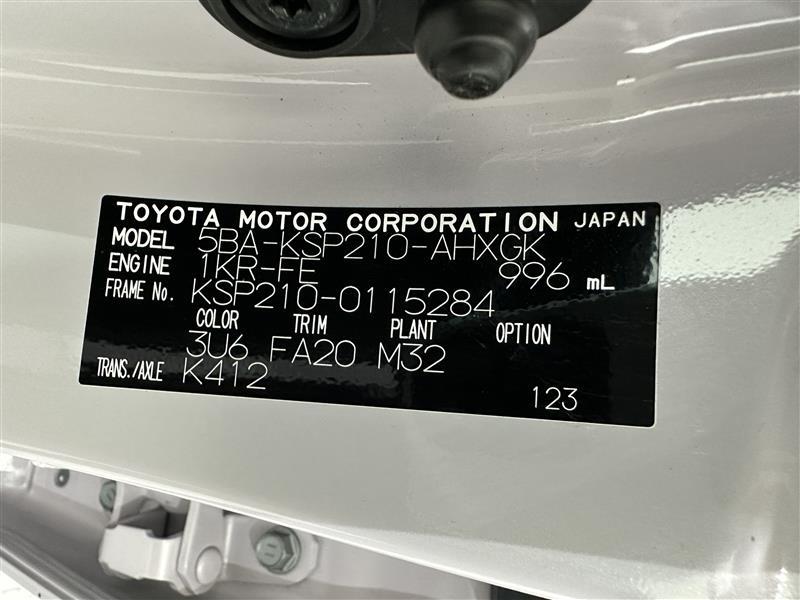 TOYOTA MOTOR CORPORATION JAPAN
MODEL 5BA-KSP210-AHXGK
ENGINE 1KR-FE 996 mL
FRAME No. KSP210-0115284
COLOR TRIM PLANT OPTION
3U6 FA20 M32
TRANS./AXLE K412
123